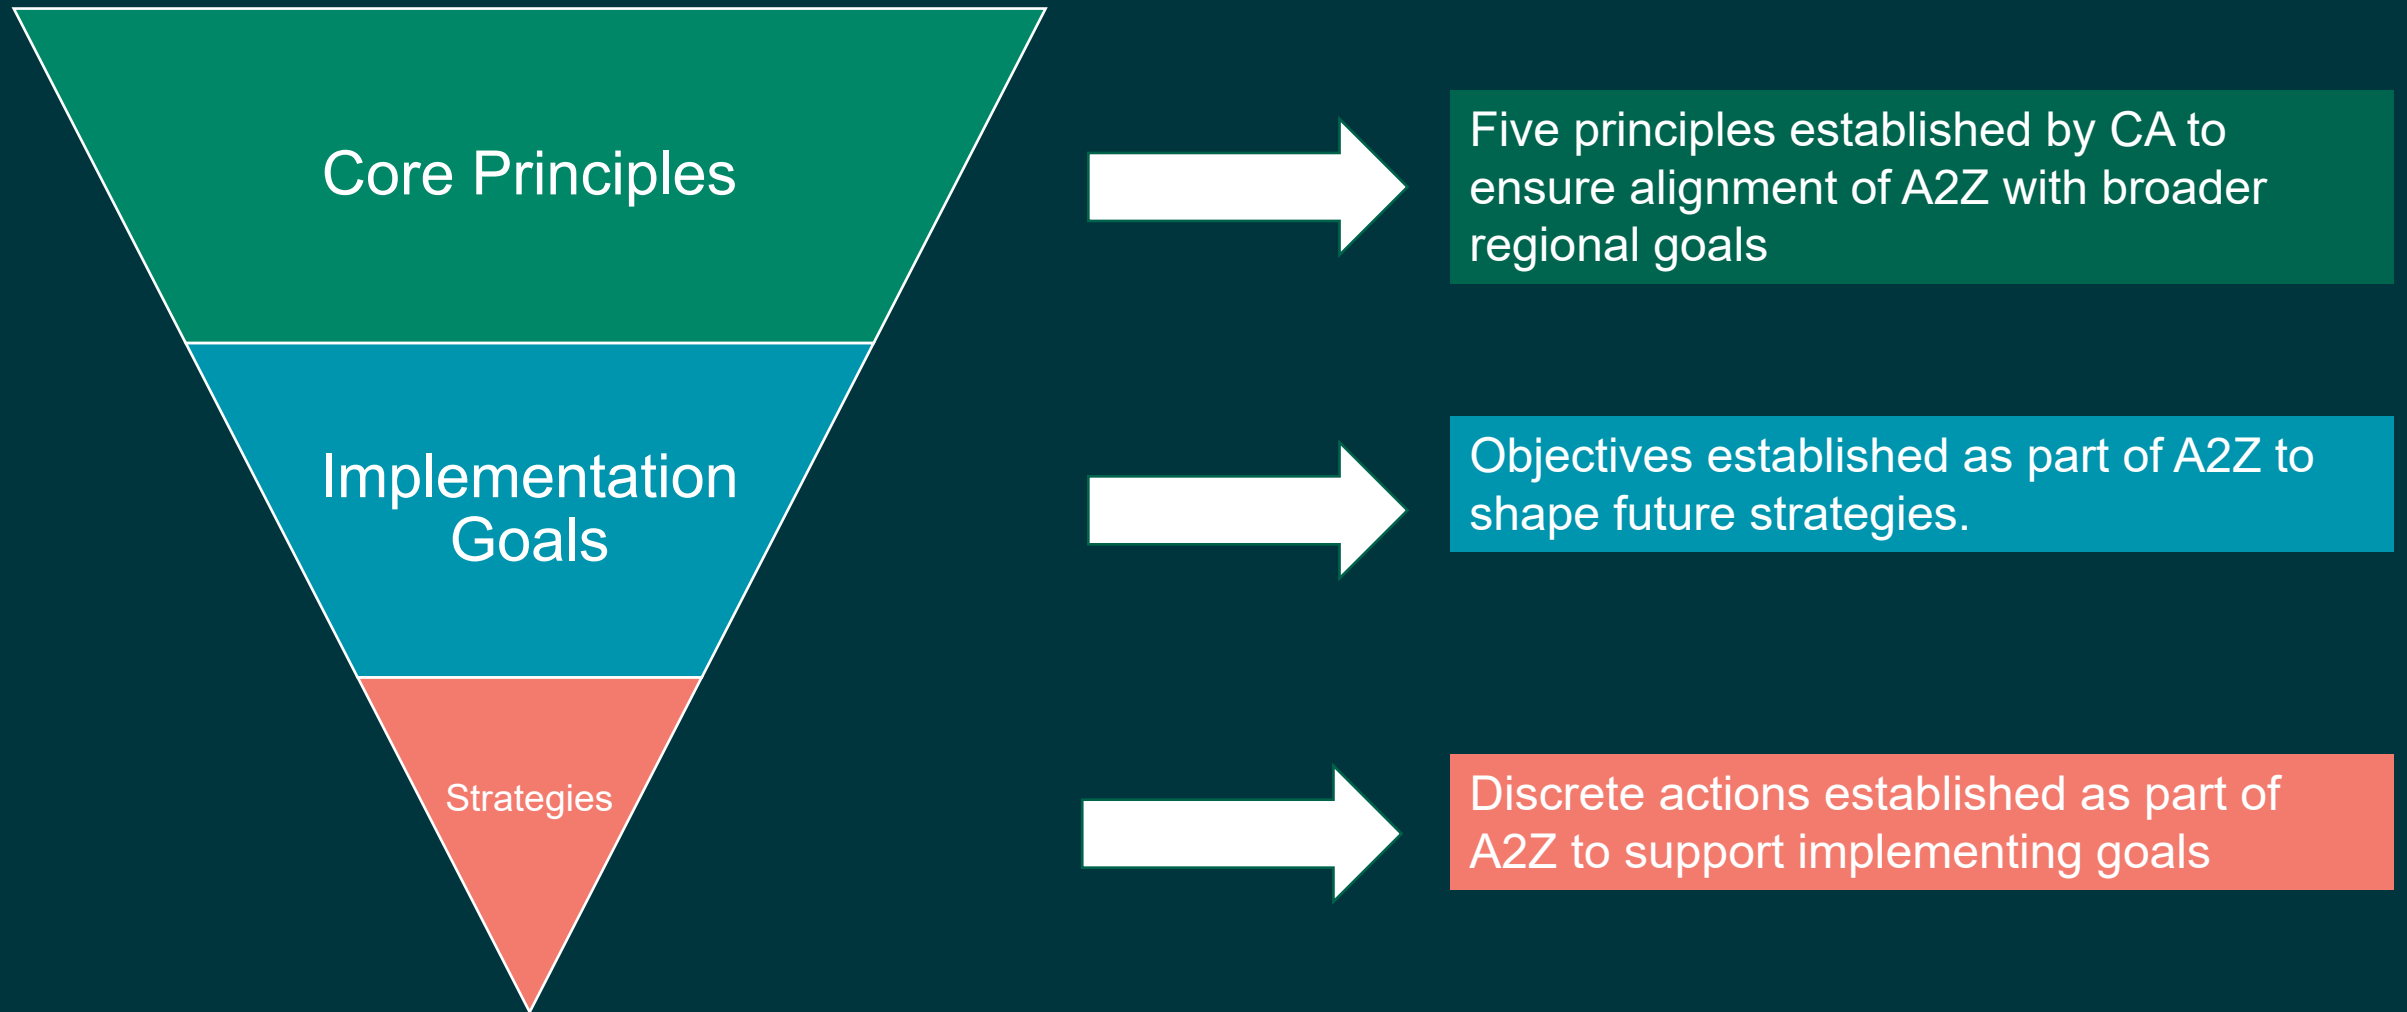 Core Principles
Five principles established by CA to
ensure alignment of A2Z with broader
regional goals
Implementation
Goals
Objectives established as part of A2Z to
shape future strategies.
Strategies
Discrete actions established as part of
A2Z to support implementing goals